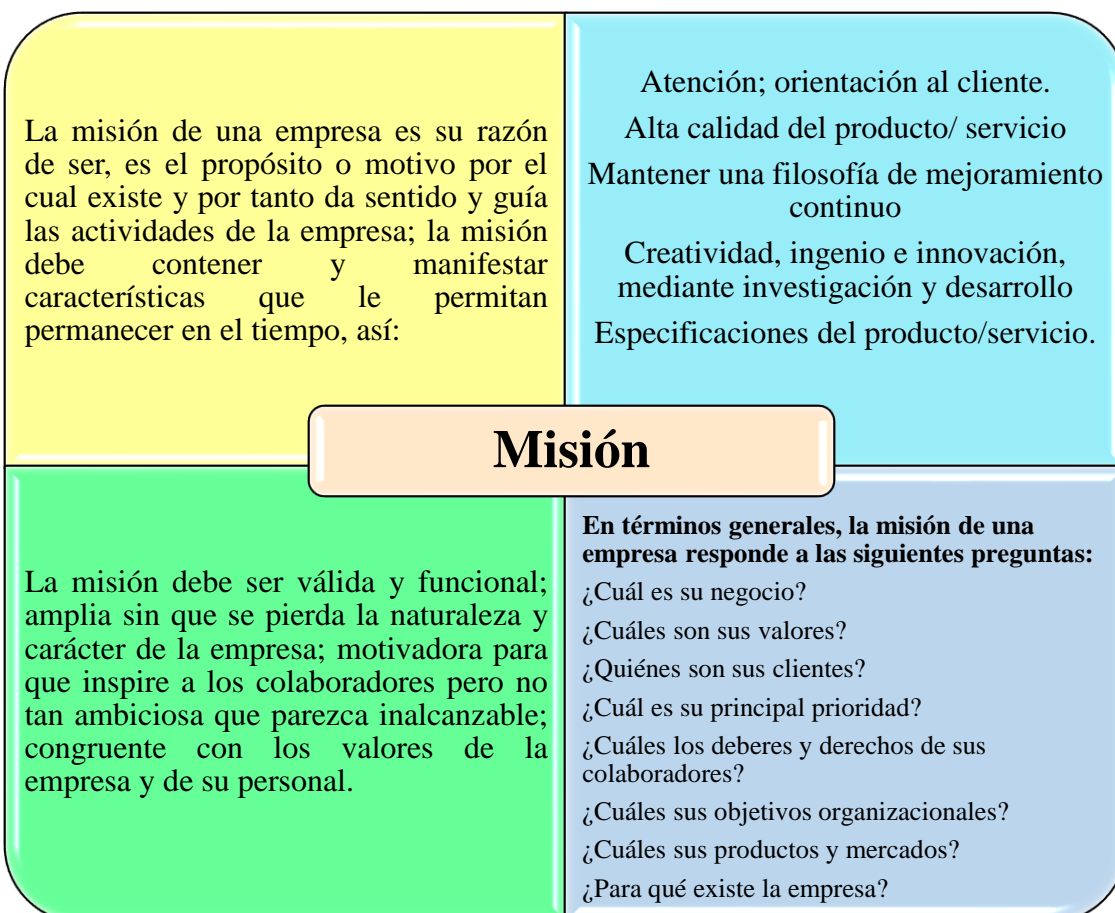 La misión de una empresa es su razón
de ser, es el propósito o motivo por el
cual existe y por tanto da sentido y guía
las actividades de la empresa; la misión
debe contener y manifestar
características que le permitan
permanecer en el tiempo, así:
Atención; orientación al cliente.
Alta calidad del producto/ servicio
Mantener una filosofía de mejoramiento
continuo
Creatividad, ingenio e innovación,
mediante investigación y desarrollo
Especificaciones del producto/servicio.
Misión
La misión debe ser válida y funcional;
amplia sin que se pierda la naturaleza y
carácter de la empresa; motivadora para
que inspire a los colaboradores pero no
tan ambiciosa que parezca inalcanzable;
congruente con los valores de la
empresa y de su personal.
En términos generales, la misión de una
empresa responde a las siguientes preguntas:
¿Cuál es su negocio?
¿Cuáles son sus valores?
¿Quiénes son sus clientes?
¿Cuál es su principal prioridad?
¿Cuáles los deberes y derechos de sus
colaboradores?
¿Cuáles sus objetivos organizacionales?
¿Cuáles sus productos y mercados?
¿Para qué existe la empresa?